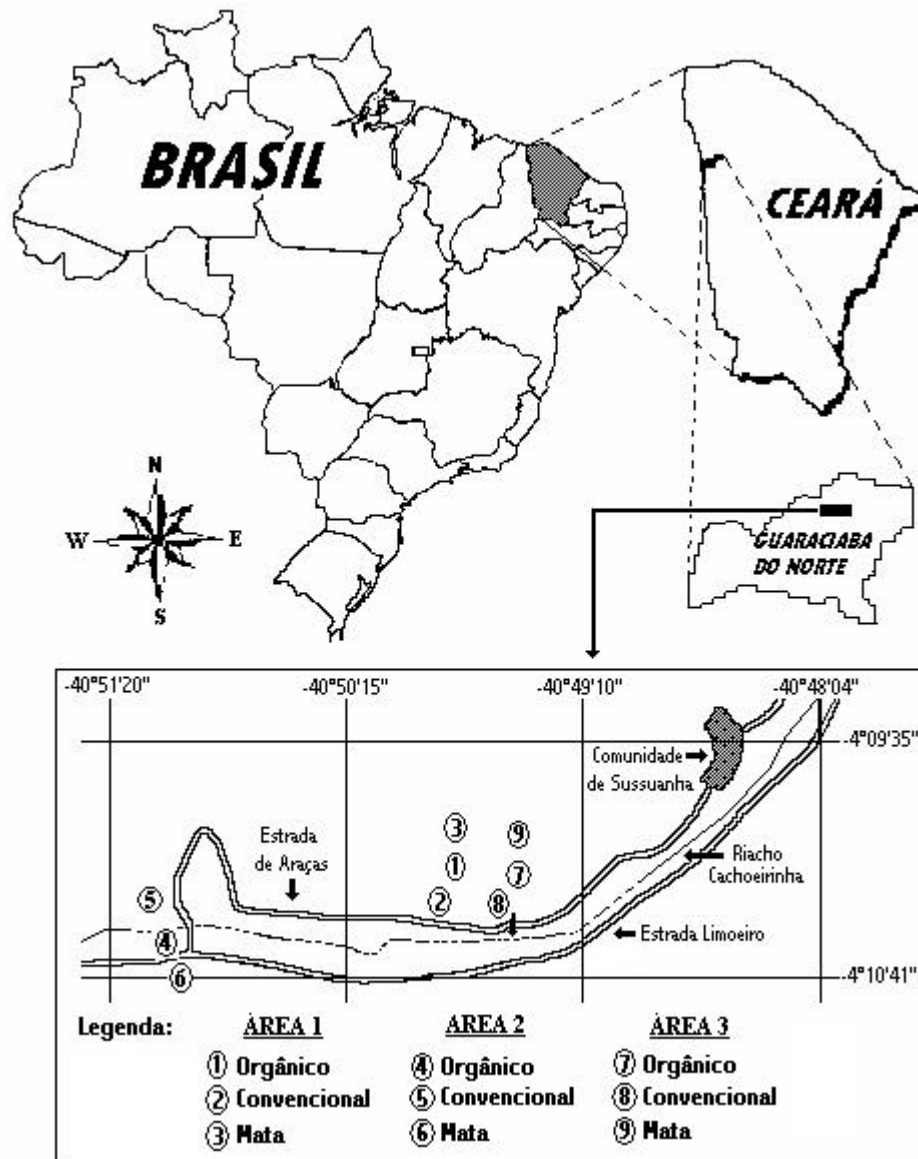 BRASIL
CEARÁ
N
W
E
S
GUARACIABA
DO NORTE
-40°51'20"
-40°50'15"
-40°49'10"
-40°48'04"
-4°09'35"
Comunidade
de Sussuanha
Estrada
de Araças
3
9
1
7
Riacho
Cachoeirinha
5
2
8
Estrada Limoeiro
4
6
-4°10'41"
Legenda:
ÁREA 1
ÁREA 2
ÁREA 3
1 Orgânico
4 Orgânico
7 Orgânico
2 Convencional
5 Convencional
8 Convencional
3 Mata
6 Mata
9 Mata